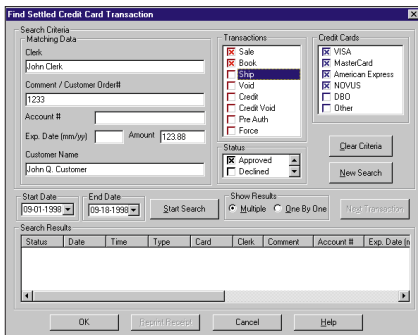 Find Settled Credit Card Transaction
Search Criteria
Matching Data
Clerk
John Clerk
Comment / Customer Order#
1233
Account #
Exp. Date (mm/yy) Amount 123.88
Customer Name
John Q. Customer
Transactions
Sale
Book
Ship
Void
Credit
Credit Void
Pre Auth
Force
Status
Approved
Declined
Credit Cards
VISA
MasterCard
American Express
NOVUS
DBO
Other
Clear Criteria
New Search
Start Date
09-01-1998
End Date
09-18-1998
Start Search
Show Results
Multiple One By One
Next Transaction
Search Results
Status Date Time Type Card Clerk Comment Account # Exp. Date (m
OK Reprint Receipt Cancel Help